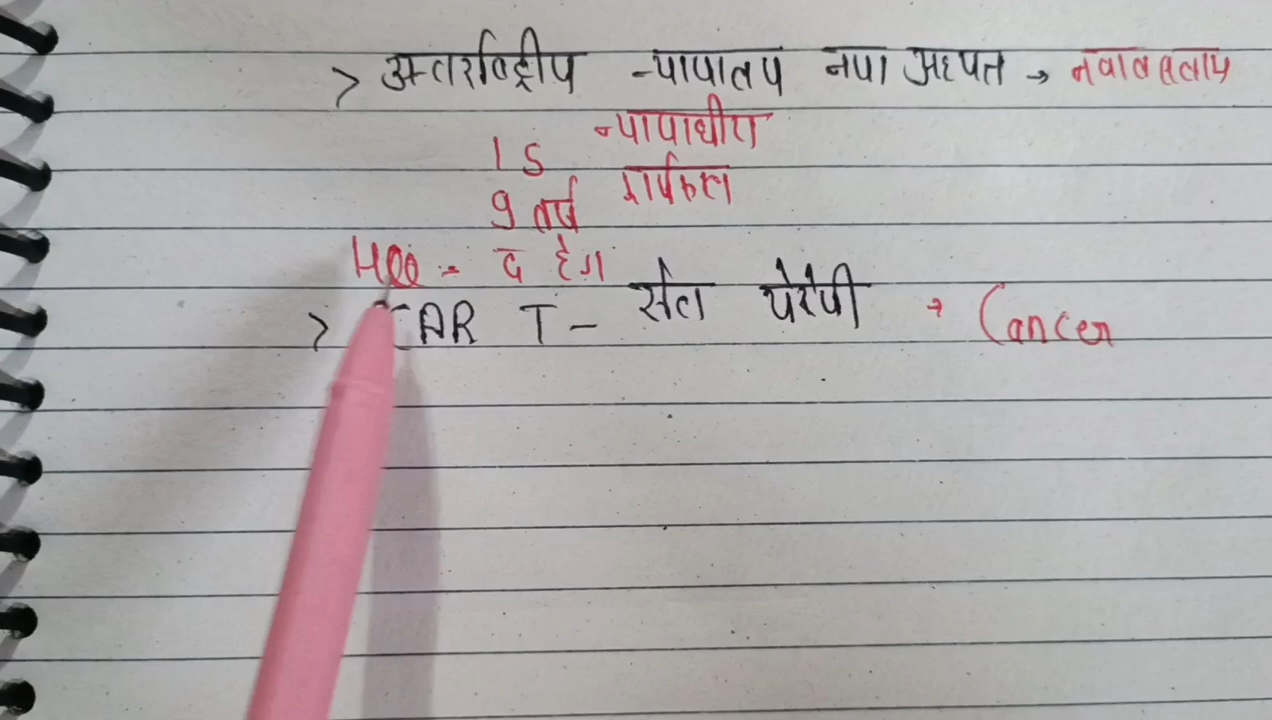 > अन्तर्राष्ट्रीय न्यायालय नया अध्यक्ष → नवाब सलाम
15 न्यायाधीश
9 वर्ष कार्यकाल
HQ - द हेग
> CAR T - सेल थेरेपी → Cancer